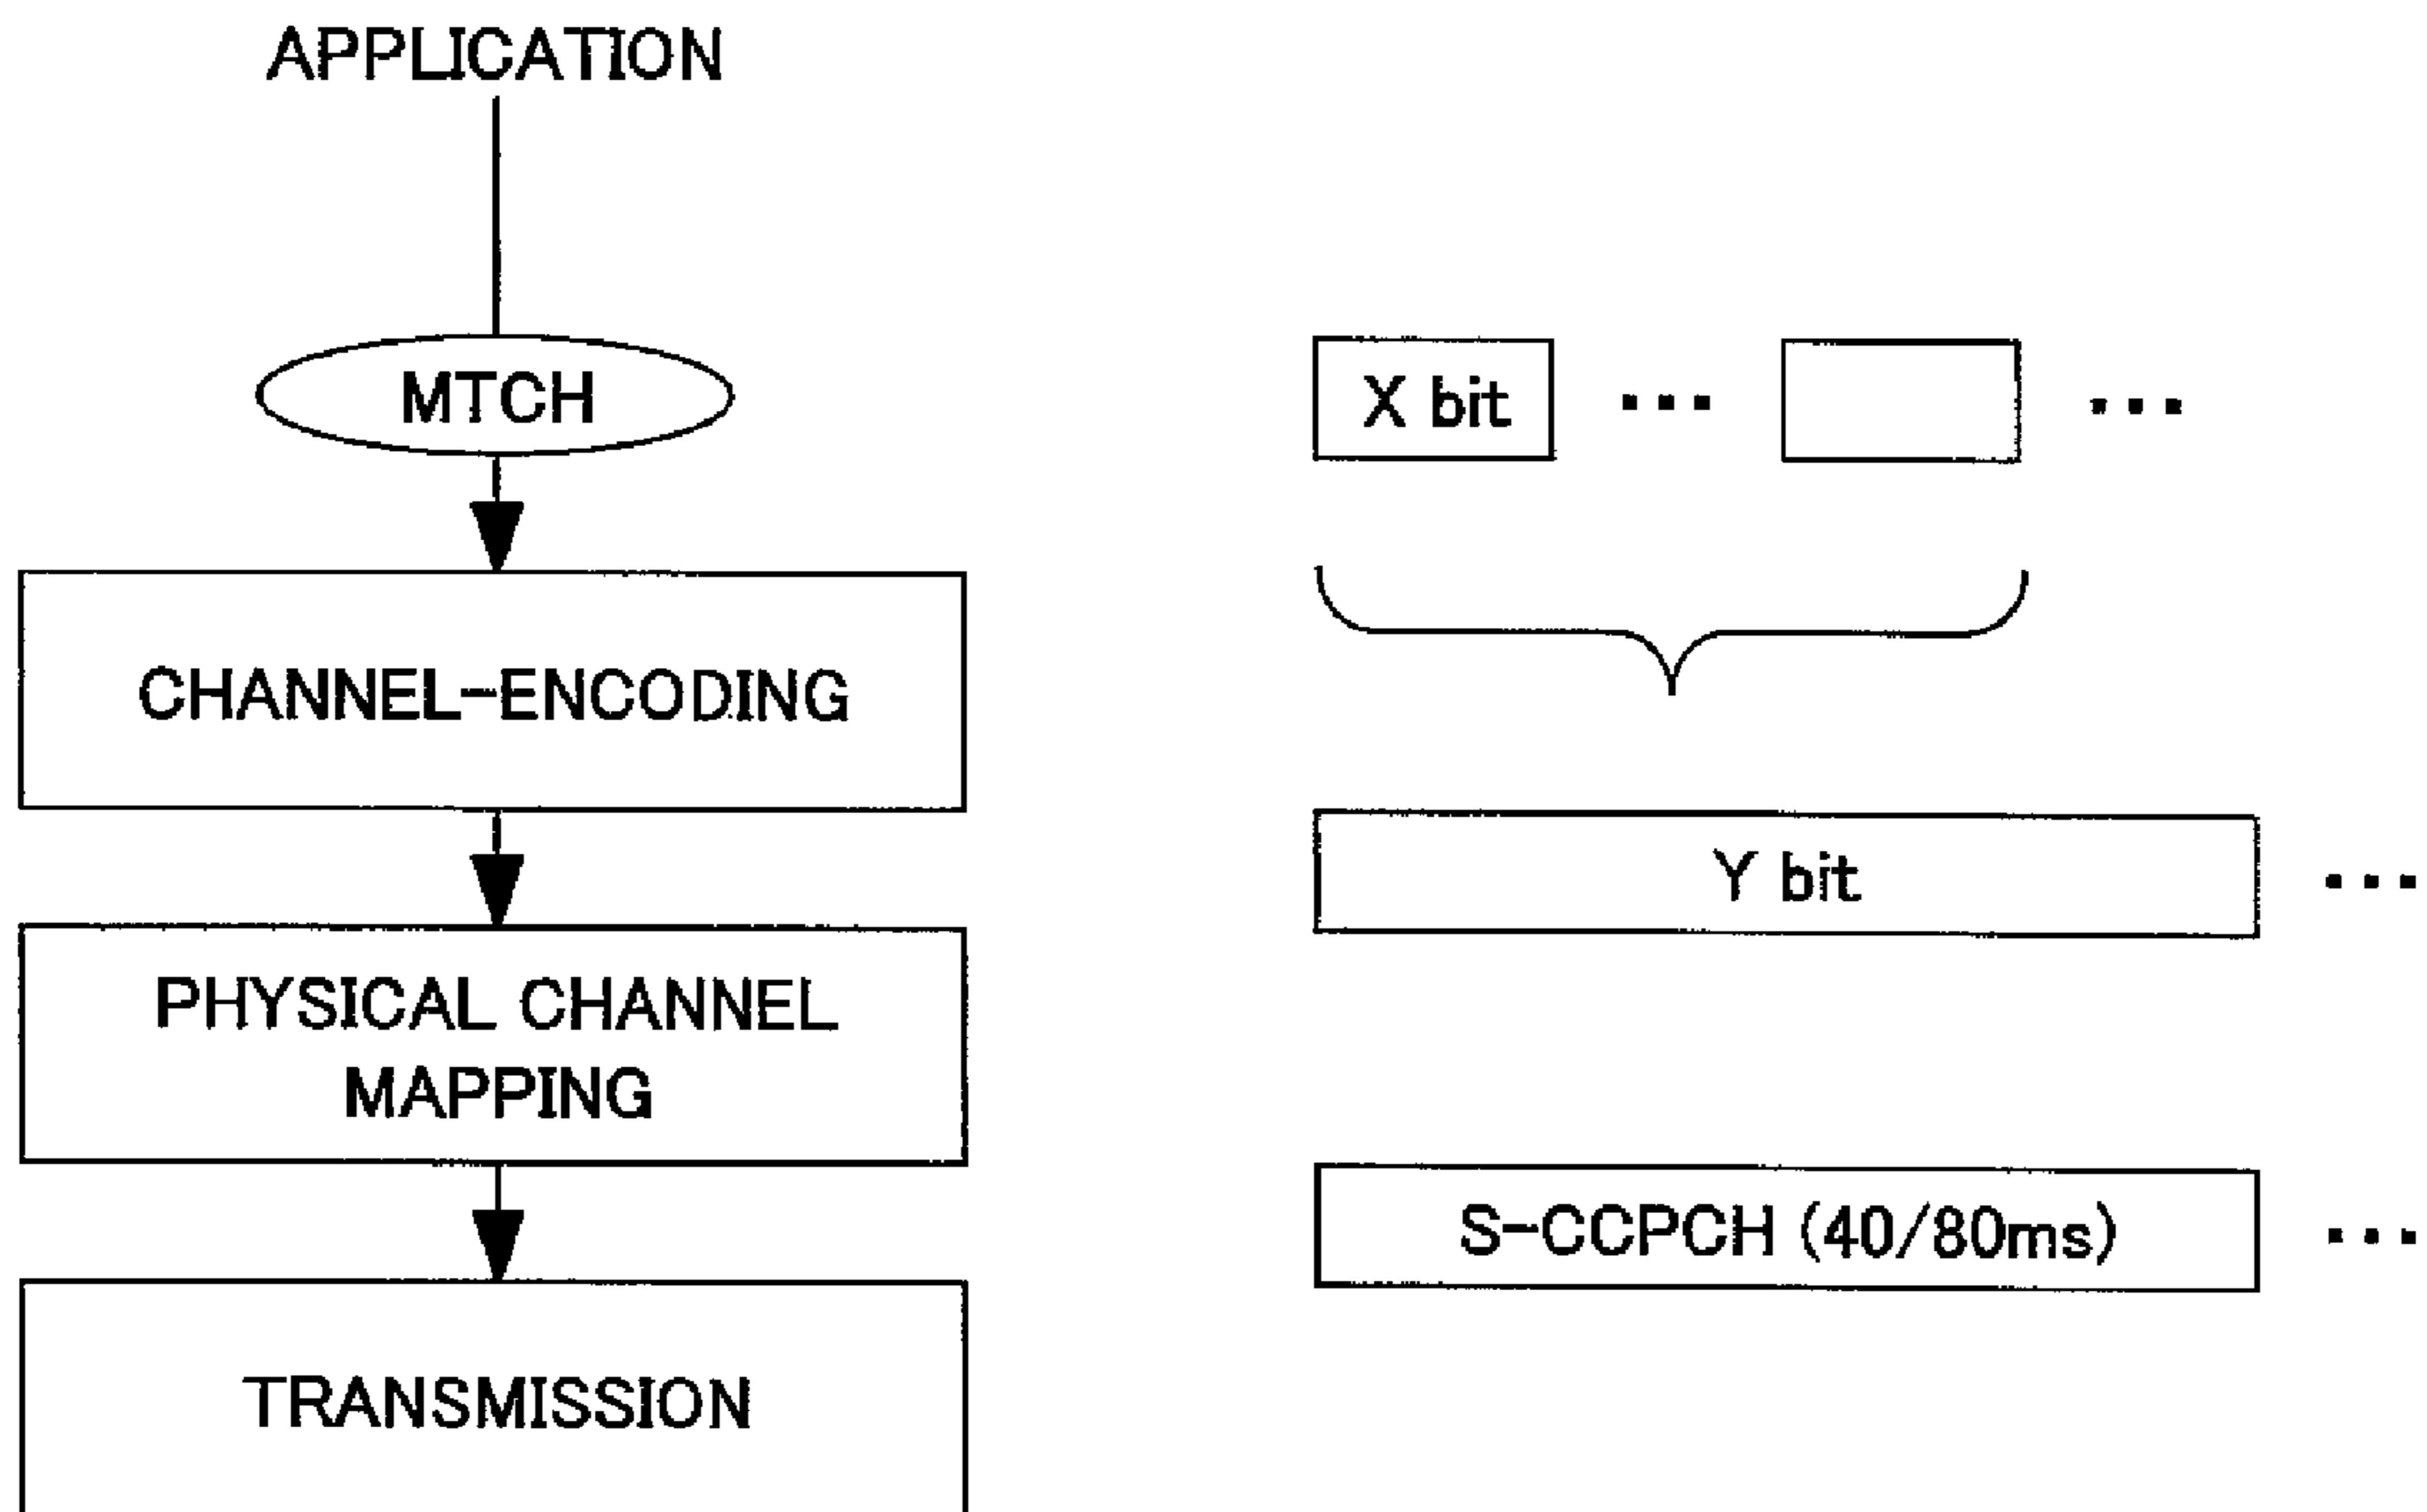 APPLICATION
MTCH
X bit ... ...
CHANNEL-ENCODING
Y bit ...
PHYSICAL CHANNEL
MAPPING
S-CCPCH (40/80ms) ...
TRANSMISSION